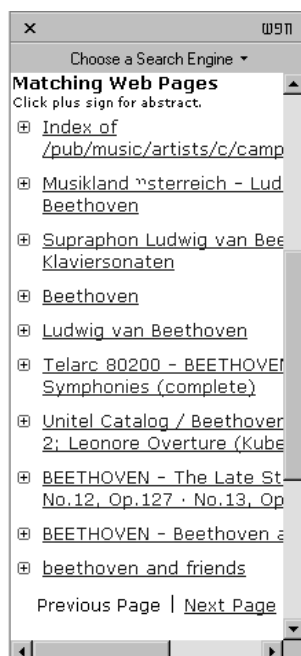 × חפש
Choose a Search Engine
Matching Web Pages
Click plus sign for abstract.
Index of
/pub/music/artists/c/camp
Musikland ײsterreich - Lud
Beethoven
Supraphon Ludwig van Bee
Klaviersonaten
Beethoven
Ludwig van Beethoven
Telarc 80200 - BEETHOVEN
Symphonies (complete)
Unitel Catalog / Beethoven
2; Leonore Overture (Kube
BEETHOVEN - The Late St
No.12, Op.127 · No.13, Op
BEETHOVEN - Beethoven a
beethoven and friends
Previous Page | Next Page